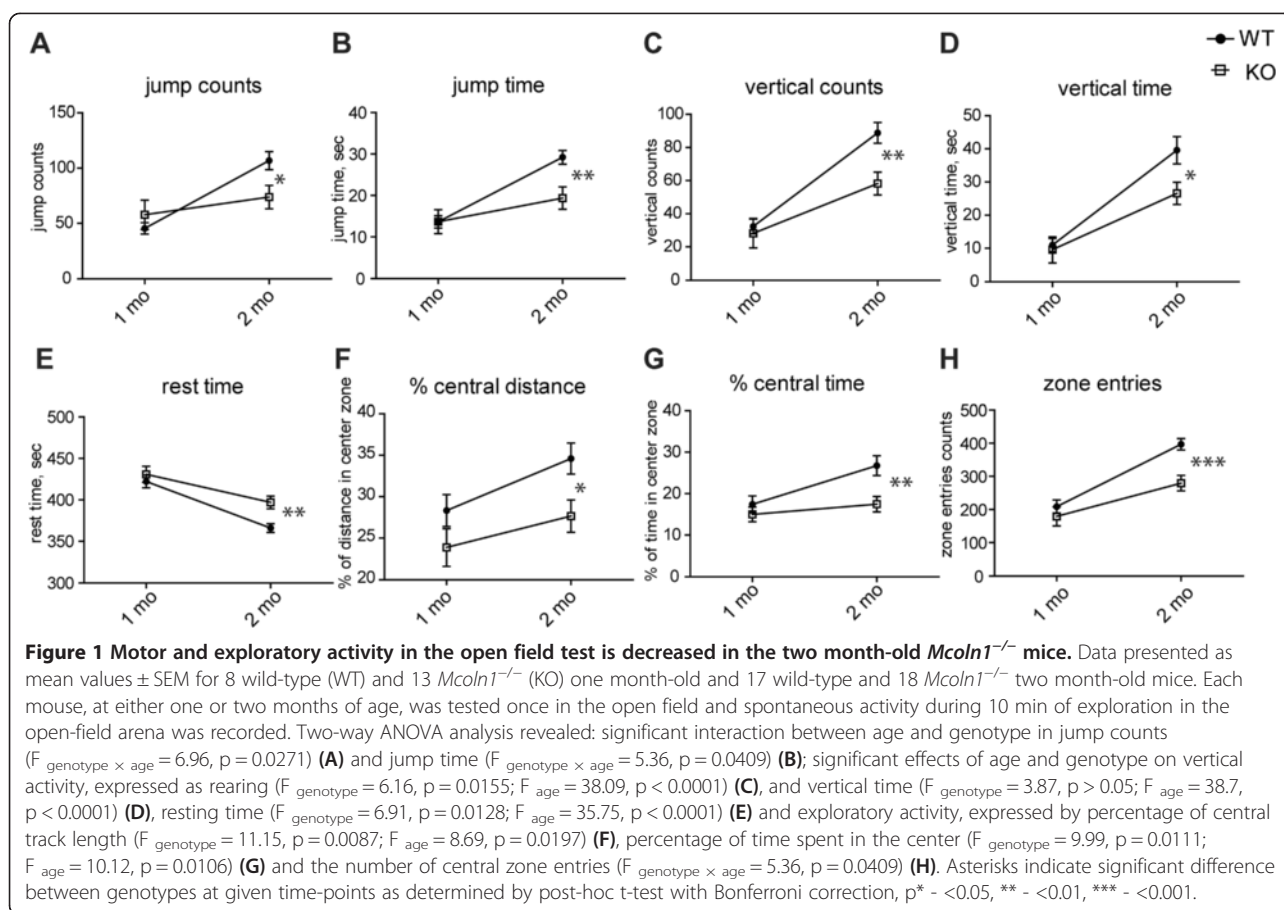 A
B
C
D
WT
KO
jump counts
jump time
vertical counts
vertical time
jump counts
150
100
50
0
1 mo
2 mo
*
jump time, sec
40
30
20
10
0
1 mo
2 mo
**
vertical counts
100
80
60
40
20
0
1 mo
2 mo
**
vertical time, sec
50
40
30
20
10
0
1 mo
2 mo
*
E
F
G
H
rest time
% central distance
% central time
zone entries
rest time, sec
500
450
400
350
300
1 mo
2 mo
**
% of distance in center zone
40
35
30
25
20
1 mo
2 mo
*
% of time in center zone
40
30
20
10
0
1 mo
2 mo
**
zone entries counts
500
400
300
200
100
0
1 mo
2 mo
***
Figure 1 Motor and exploratory activity in the open field test is decreased in the two month-old Mcoln1−/− mice. Data presented as
mean values ± SEM for 8 wild-type (WT) and 13 Mcoln1−/− (KO) one month-old and 17 wild-type and 18 Mcoln1−/− two month-old mice. Each
mouse, at either one or two months of age, was tested once in the open field and spontaneous activity during 10 min of exploration in the
open-field arena was recorded. Two-way ANOVA analysis revealed: significant interaction between age and genotype in jump counts
(F genotype × age = 6.96, p = 0.0271) (A) and jump time (F genotype × age = 5.36, p = 0.0409) (B); significant effects of age and genotype on vertical
activity, expressed as rearing (F genotype = 6.16, p = 0.0155; F age = 38.09, p < 0.0001) (C), and vertical time (F genotype = 3.87, p > 0.05; F age = 38.7,
p < 0.0001) (D), resting time (F genotype = 6.91, p = 0.0128; F age = 35.75, p < 0.0001) (E) and exploratory activity, expressed by percentage of central
track length (F genotype = 11.15, p = 0.0087; F age = 8.69, p = 0.0197) (F), percentage of time spent in the center (F genotype = 9.99, p = 0.0111;
F age = 10.12, p = 0.0106) (G) and the number of central zone entries (F genotype × age = 5.36, p = 0.0409) (H). Asterisks indicate significant difference
between genotypes at given time-points as determined by post-hoc t-test with Bonferroni correction, p* - <0.05, ** - <0.01, *** - <0.001.